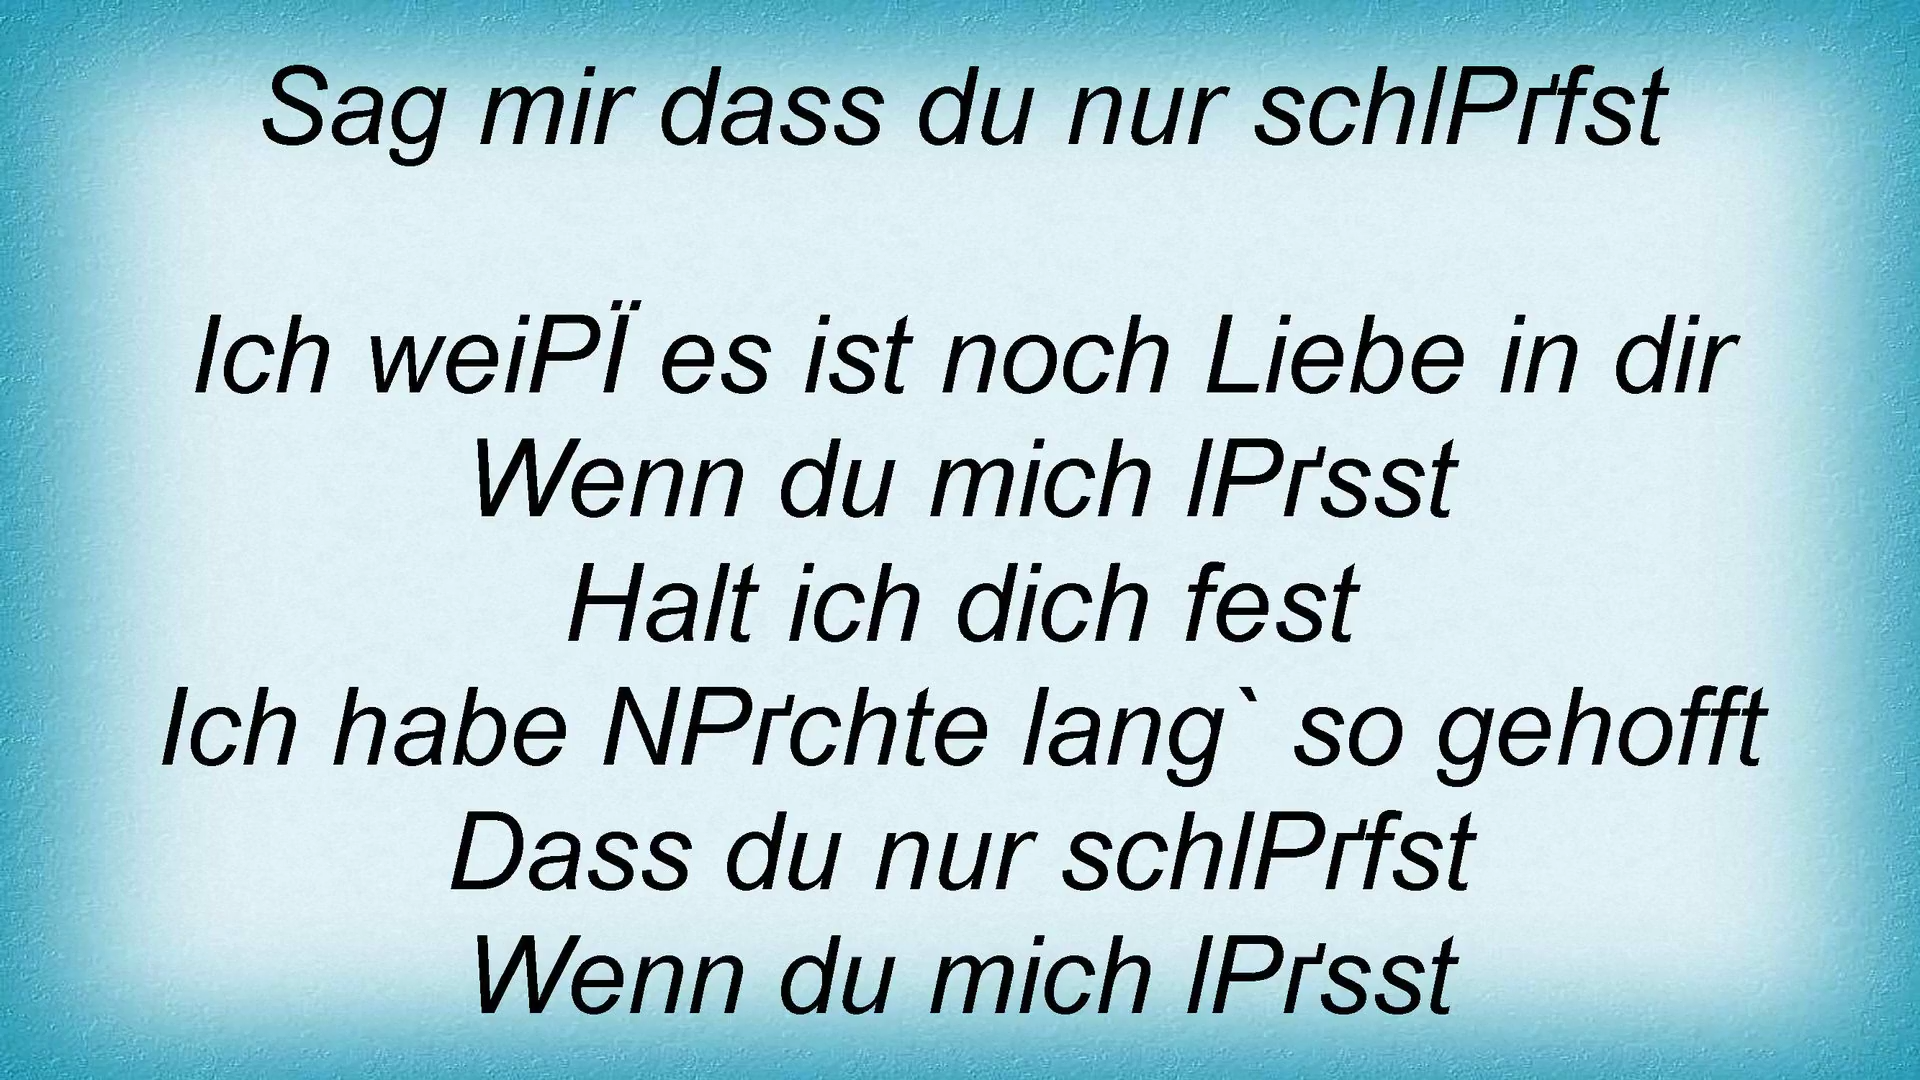 Sag mir dass du nur schlPґfst
Ich weiPЇ es ist noch Liebe in dir
Wenn du mich lPґsst
Halt ich dich fest
Ich habe NPґchte lang` so gehofft
Dass du nur schlPґfst
Wenn du mich lPґsst